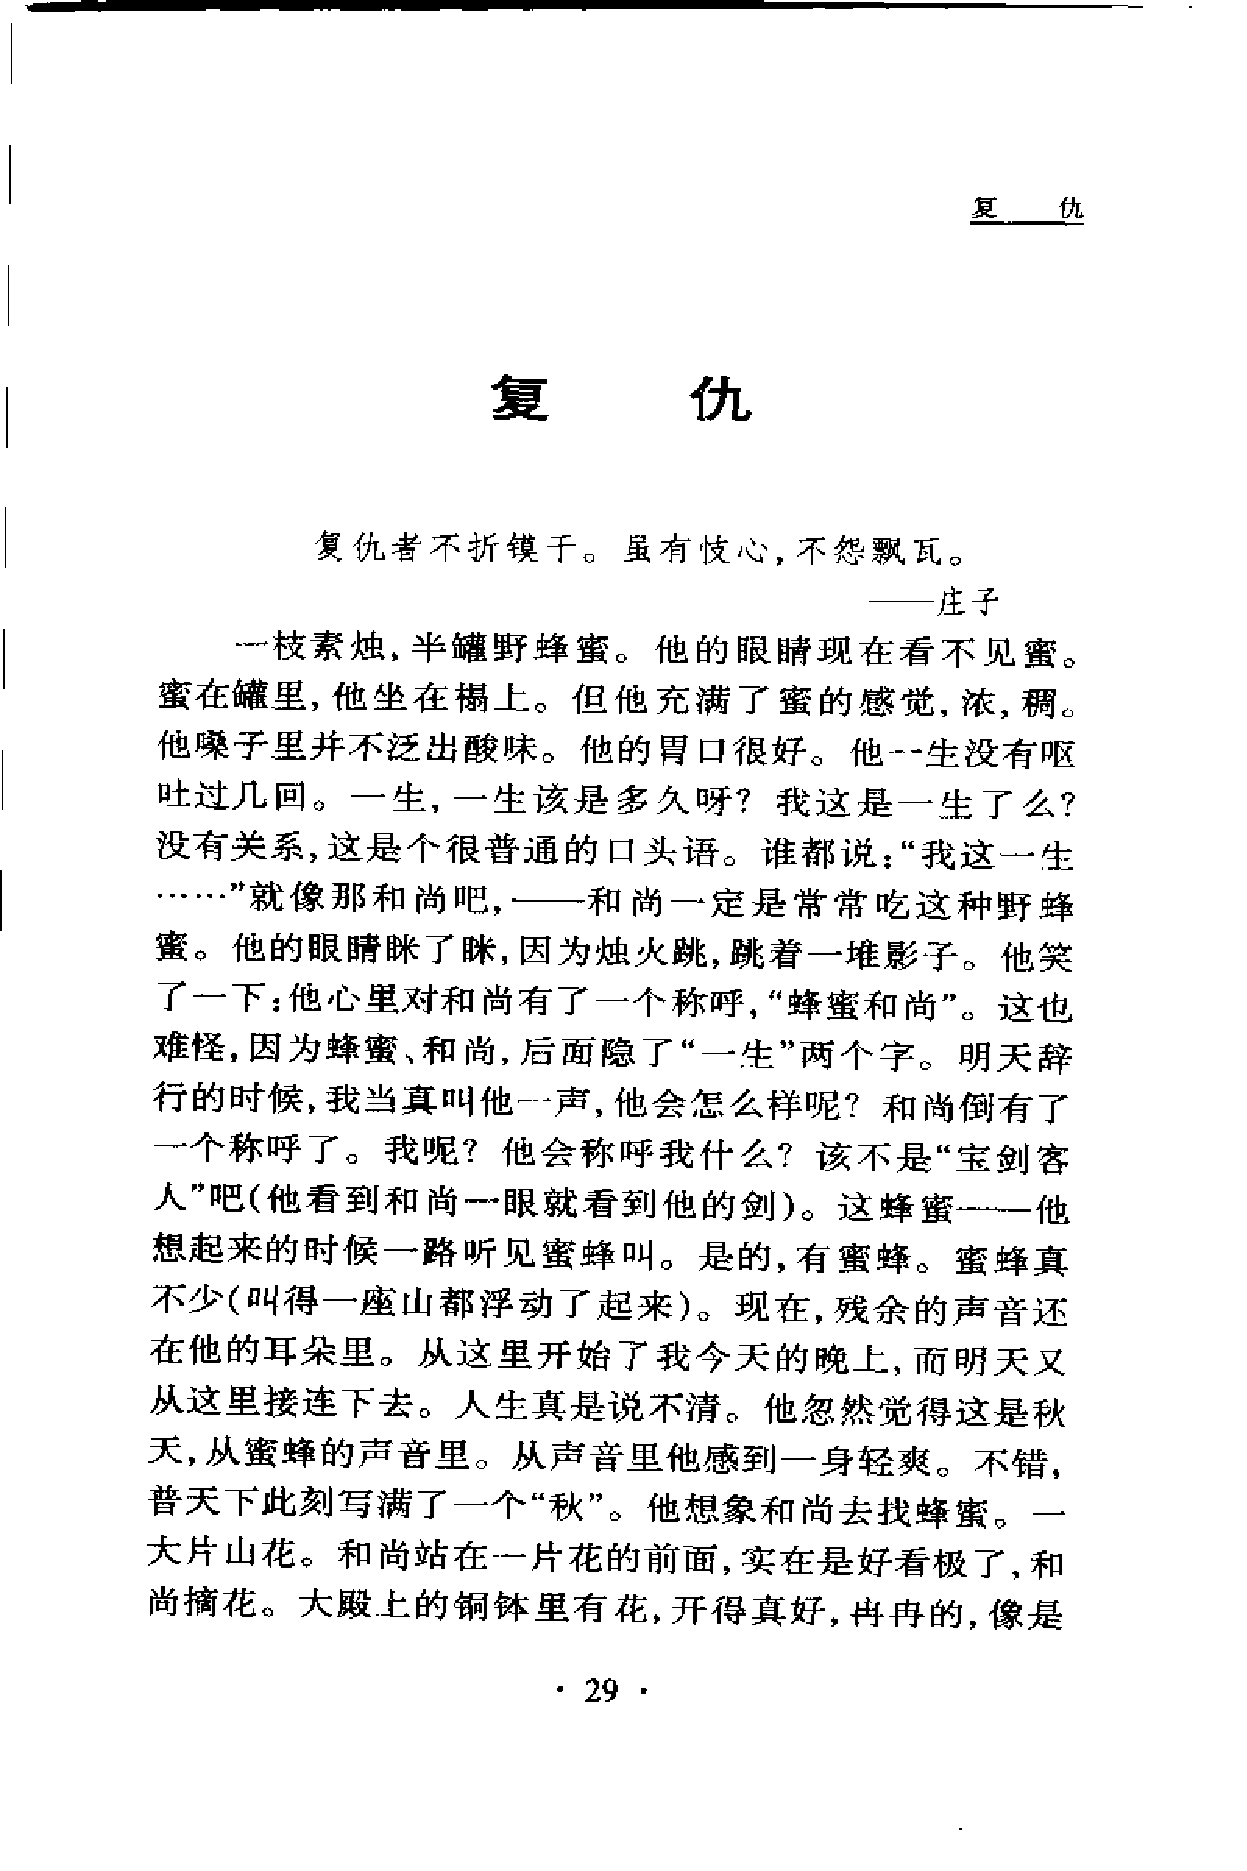 复 仇
复 仇
复仇者不折镆干。虽有忮心,不怨飘瓦。
——庄子
一枝素烛,半罐野蜂蜜。他的眼睛现在看不见蜜。
蜜在罐里,他坐在榻上。但他充满了蜜的感觉,浓,稠。
他嗓子里并不泛出酸味。他的胃口很好。他一生没有呕
吐过几回。一生,一生该是多久呀?我这是一生了么?
没有关系,这是个很普通的口头语。谁都说:“我这一生
……”就像那和尚吧,——和尚一定是常常吃这种野蜂
蜜。他的眼睛眯了眯,因为烛火跳,跳着一堆影子。他笑
了一下:他心里对和尚有了一个称呼,“蜂蜜和尚”。这也
难怪,因为蜂蜜、和尚,后面隐了“一生”两个字。明天辞
行的时候,我当真叫他一声,他会怎么样呢?和尚倒有了
一个称呼了。我呢?他会称呼我什么?该不是“宝剑客
人”吧(他看到和尚一眼就看到他的剑)。这蜂蜜——他
想起来的时候一路听见蜜蜂叫。是的,有蜜蜂。蜜蜂真
不少(叫得一座山都浮动了起来)。现在,残余的声音还
在他的耳朵里。从这里开始了我今天的晚上,而明天又
从这里接连下去。人生真是说不清。他忽然觉得这是秋
天,从蜜蜂的声音里。从声音里他感到一身轻爽。不错,
普天下此刻写满了一个“秋”。他想象和尚去找蜂蜜。一
大片山花。和尚站在一片花的前面,实在是好看极了,和
尚摘花。大殿上的铜钵里有花,开得真好,冉冉的,像是
· 29 ·